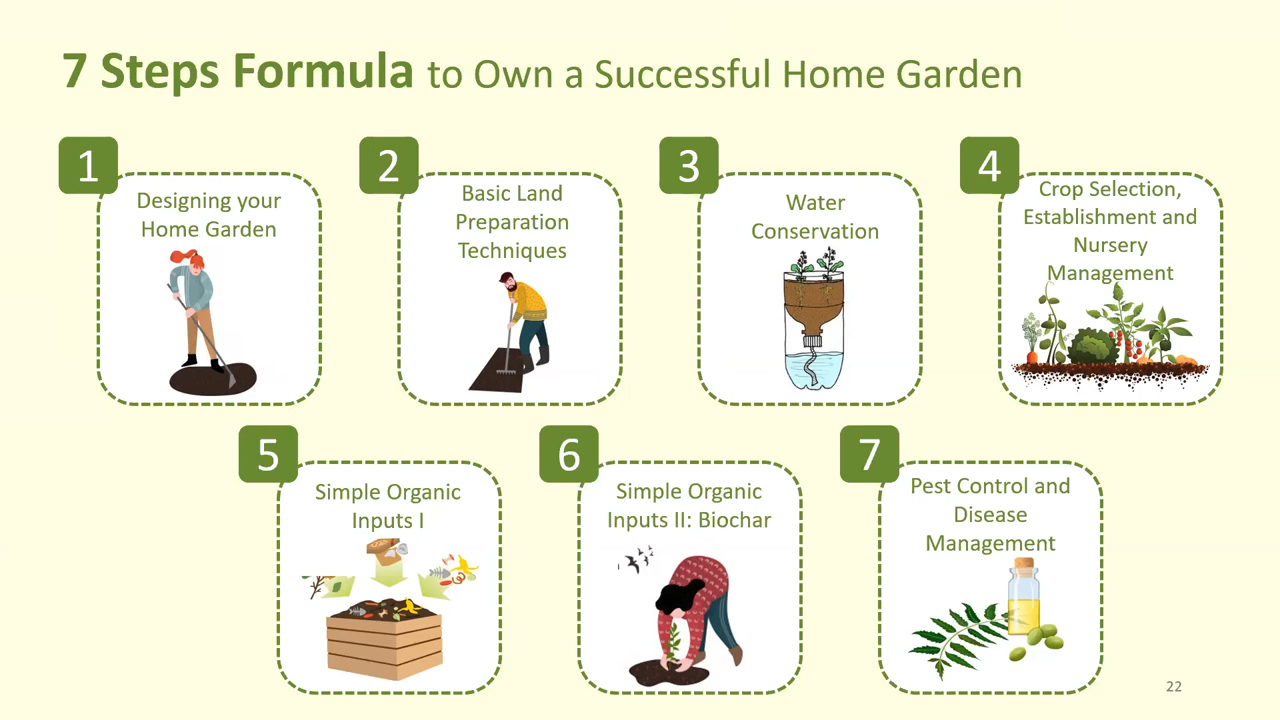 7 Steps Formula to Own a Successful Home Garden
1
Designing your
Home Garden
2
Basic Land
Preparation
Techniques
3
Water
Conservation
4
Crop Selection,
Establishment and
Nursery
Management
5
Simple Organic
Inputs I
6
Simple Organic
Inputs II: Biochar
7
Pest Control and
Disease
Management
22